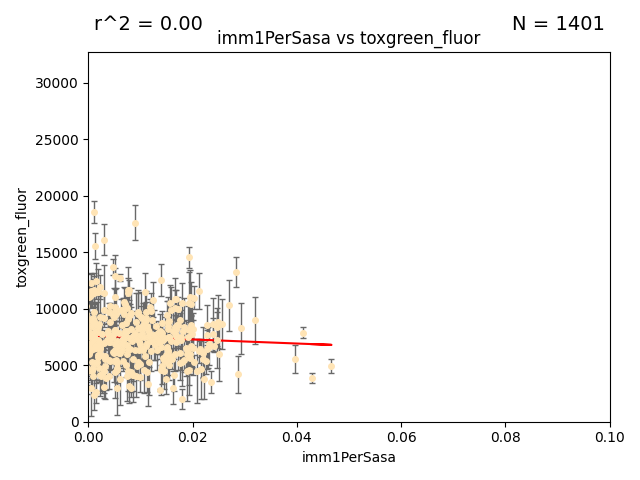 r^2 = 0.00
N = 1401
imm1PerSasa vs toxgreen_fluor
30000
25000
20000
15000
10000
5000
0
toxgreen_fluor
0.00 0.02 0.04 0.06 0.08 0.10
imm1PerSasa